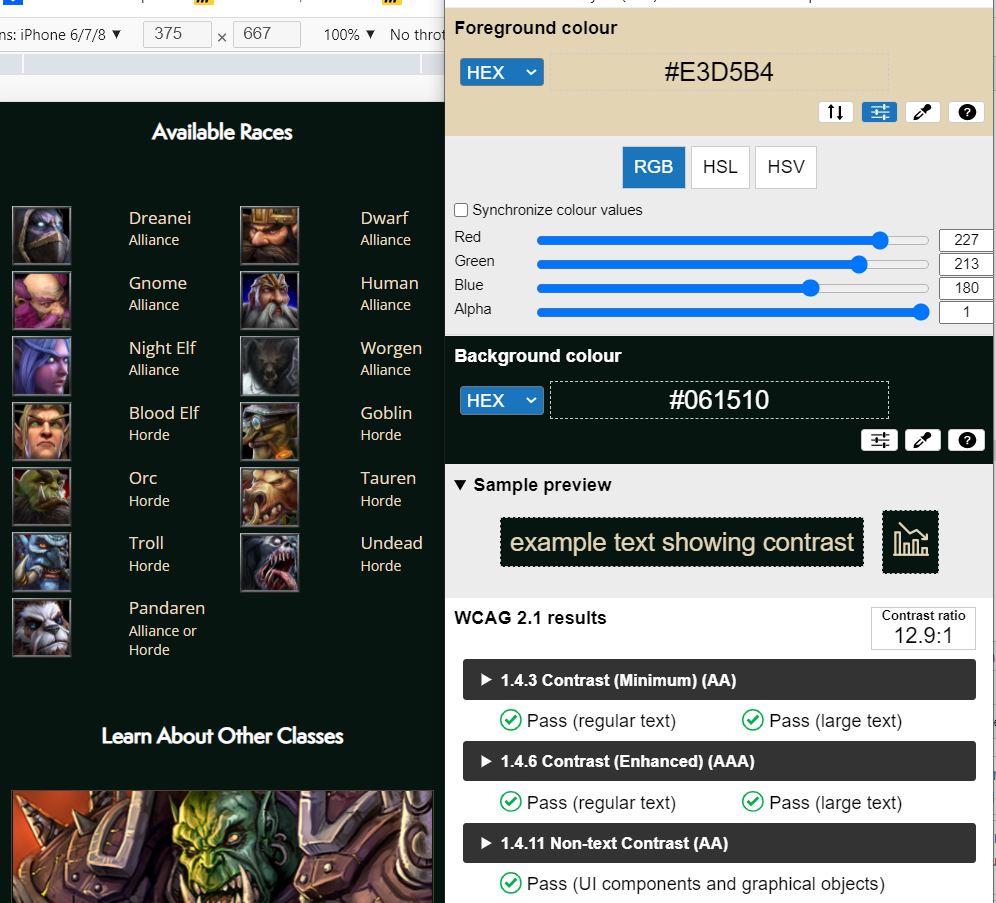 ns: iPhone 6/7/8 ▼ 375 × 667 100% ▼ No thrott
Available Races
Dreanei
Alliance
Dwarf
Alliance
Gnome
Alliance
Human
Alliance
Night Elf
Alliance
Worgen
Alliance
Blood Elf
Horde
Goblin
Horde
Orc
Horde
Tauren
Horde
Troll
Horde
Undead
Horde
Pandaren
Alliance or
Horde
Learn About Other Classes
Foreground colour
HEX #E3D5B4
?
RGB HSL HSV
Synchronize colour values
Red 227
Green 213
Blue 180
Alpha 1
Background colour
HEX #061510
?
▼ Sample preview
example text showing contrast
WCAG 2.1 results
Contrast ratio
12.9:1
1.4.3 Contrast (Minimum) (AA)
Pass (regular text) Pass (large text)
1.4.6 Contrast (Enhanced) (AAA)
Pass (regular text) Pass (large text)
1.4.11 Non-text Contrast (AA)
Pass (UI components and graphical objects)